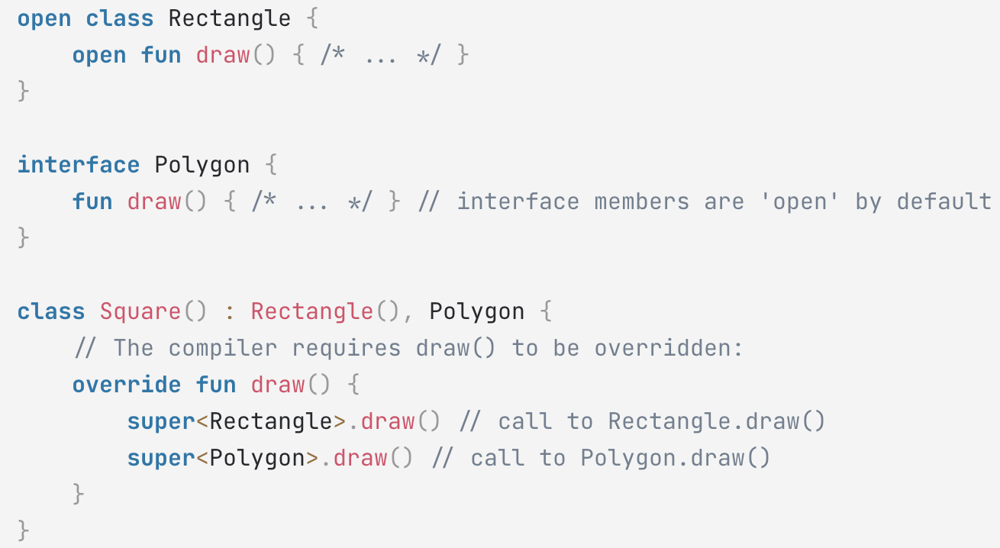 open class Rectangle {
    open fun draw() { /* ... */ }
}

interface Polygon {
    fun draw() { /* ... */ } // interface members are 'open' by default
}

class Square() : Rectangle(), Polygon {
    // The compiler requires draw() to be overridden:
    override fun draw() {
        super<Rectangle>.draw() // call to Rectangle.draw()
        super<Polygon>.draw() // call to Polygon.draw()
    }
}